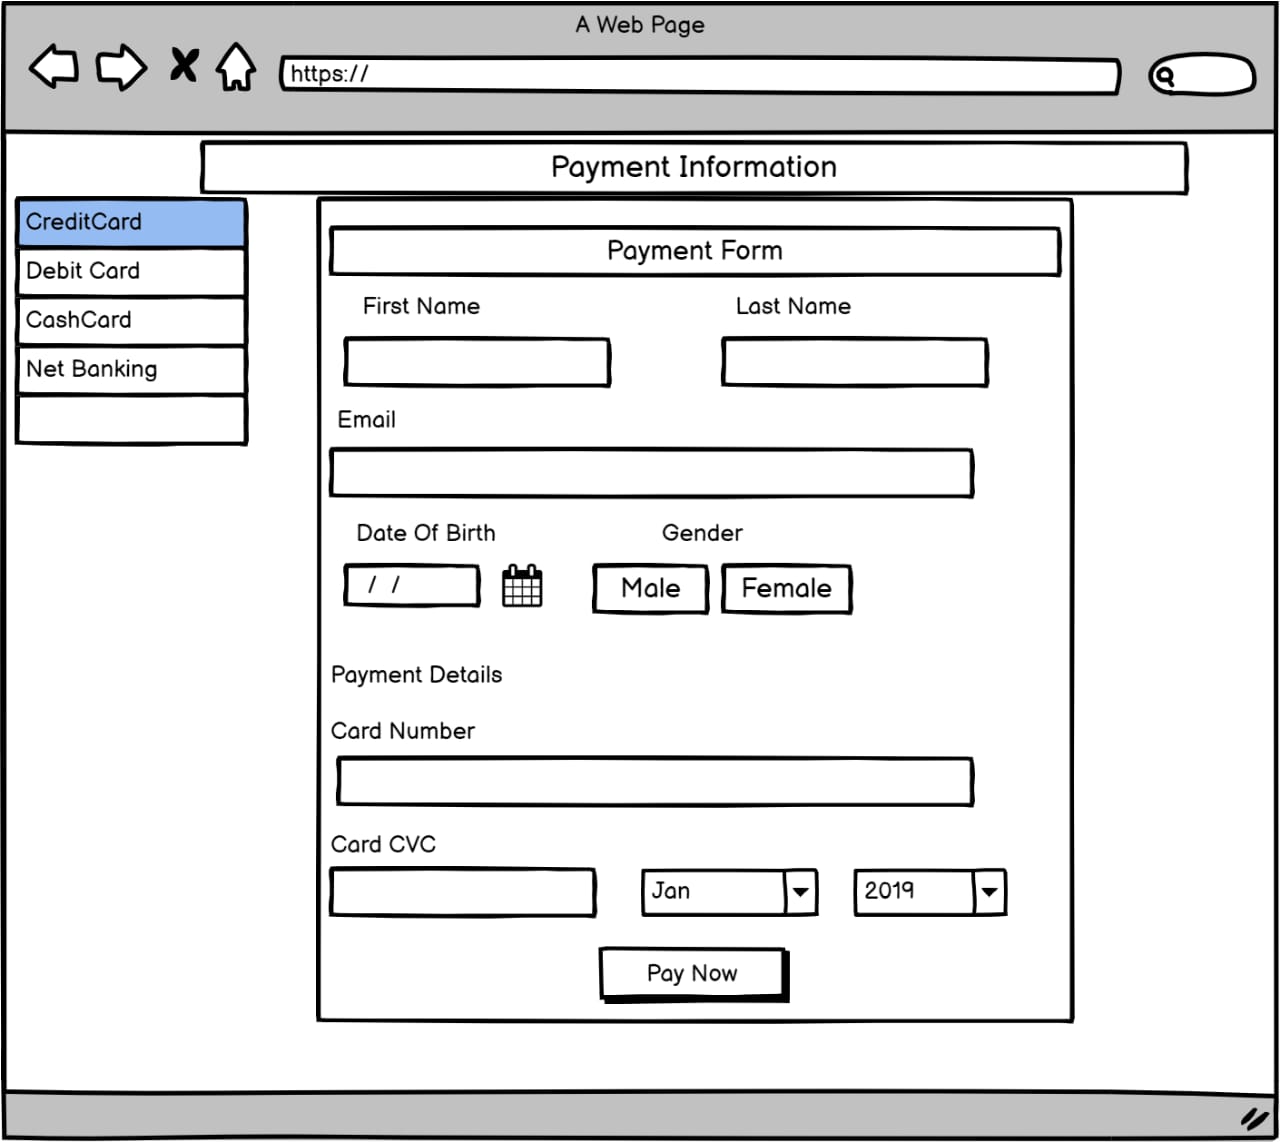 A Web Page
https://
Payment Information
CreditCard
Debit Card
CashCard
Net Banking
Payment Form
First Name Last Name
Email
Date Of Birth Gender
/ / Male Female
Payment Details
Card Number
Card CVC
Jan 2019
Pay Now